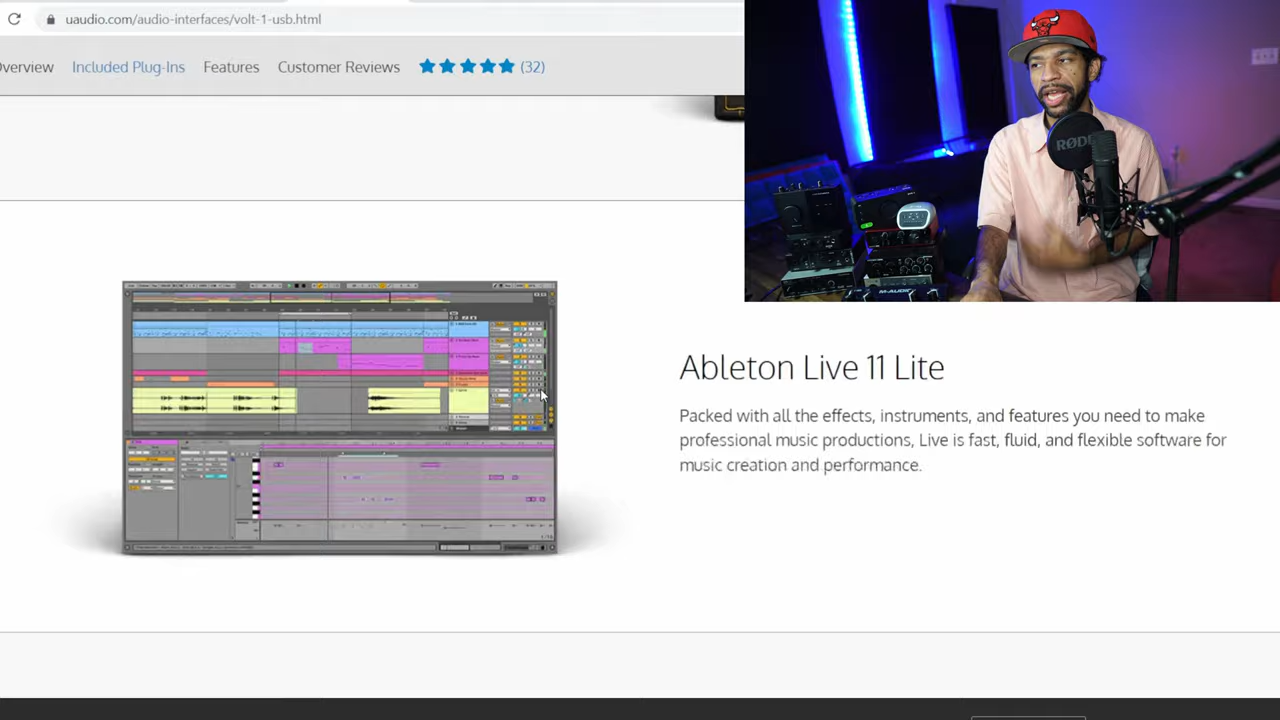 uaudio.com/audio-interfaces/volt-1-usb.html
verview Included Plug-Ins Features Customer Reviews (32)
RØDE
M-AUDIO
Ableton Live 11 Lite
Packed with all the effects, instruments, and features you need to make
professional music productions, Live is fast, fluid, and flexible software for
music creation and performance.